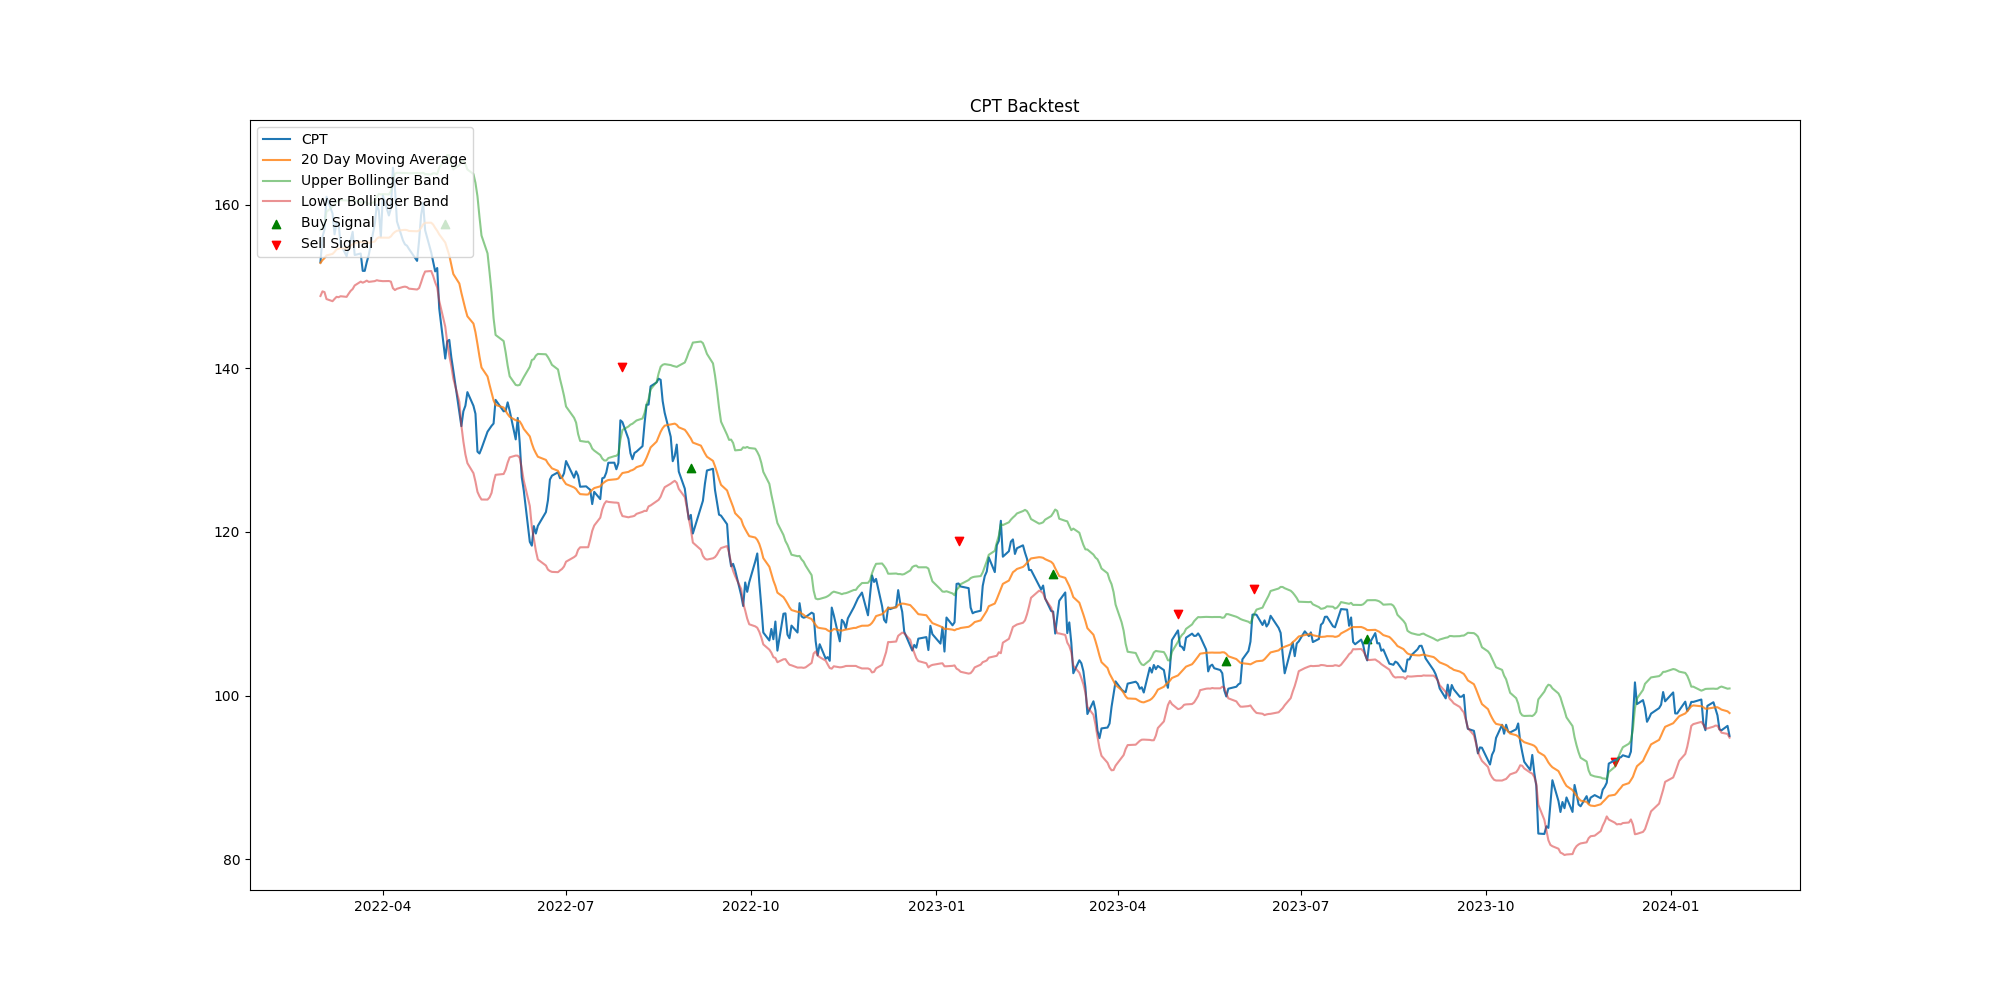 CPT Backtest
CPT
20 Day Moving Average
Upper Bollinger Band
Lower Bollinger Band
Buy Signal
Sell Signal
160
140
120
100
80
2022-04 2022-07 2022-10 2023-01 2023-04 2023-07 2023-10 2024-01